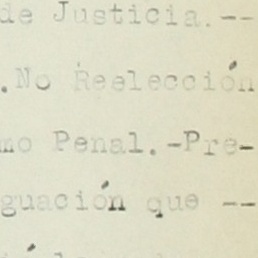 de Justicia.--
.No Reelección
mo Penal.-Pre-
guación que --